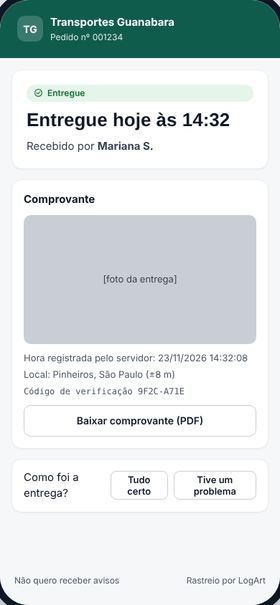 TG
Transportes Guanabara
Pedido nº 001234
Entregue
Entregue hoje às 14:32
Recebido por Mariana S.
Comprovante
[foto da entrega]
Hora registrada pelo servidor: 23/11/2026 14:32:08
Local: Pinheiros, São Paulo (±8 m)
Código de verificação 9F2C-A71E
Baixar comprovante (PDF)
Como foi a
entrega?
Tudo
certo
Tive um
problema
Não quero receber avisos
Rastreio por LogArt